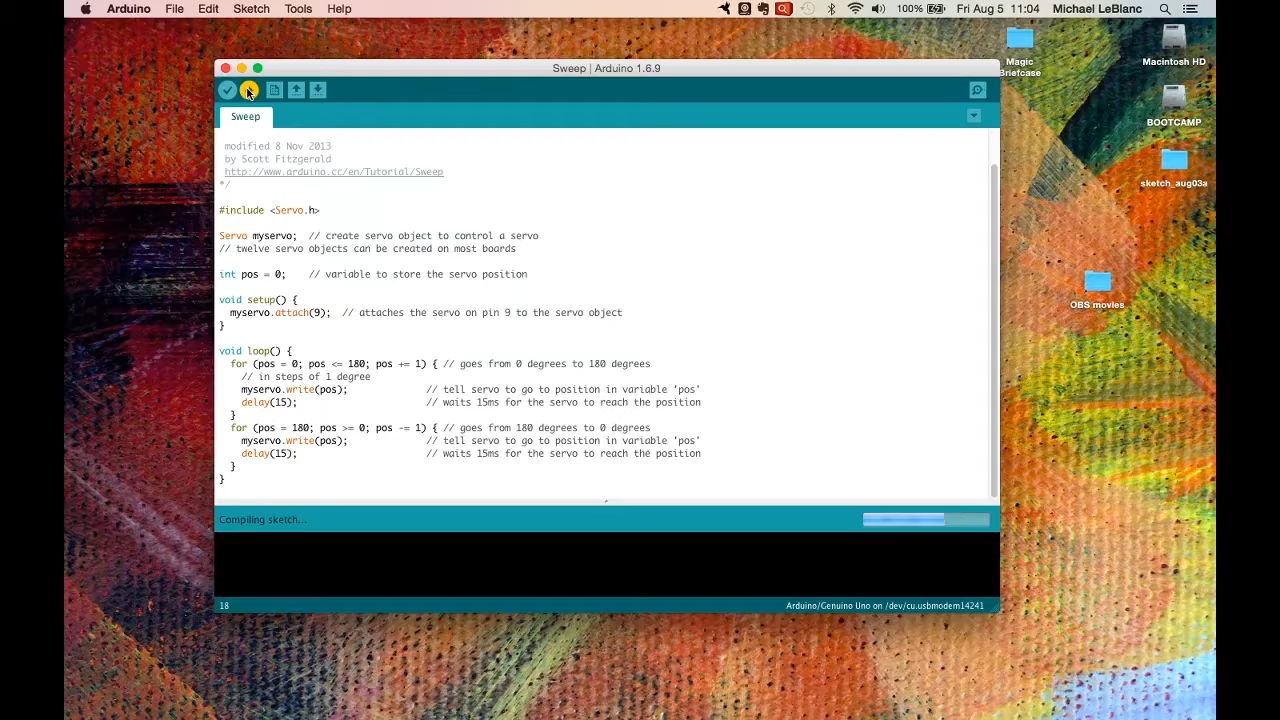 Arduino File Edit Sketch Tools Help 100% Fri Aug 5 11:04 Michael LeBlanc
Sweep | Arduino 1.6.9
Magic
Briefcase
Macintosh HD
BOOTCAMP
sketch_aug03a
OBS movies
Sweep
modified 8 Nov 2013
by Scott Fitzgerald
http://www.arduino.cc/en/Tutorial/Sweep
*/
#include <Servo.h>
Servo myservo;  // create servo object to control a servo
// twelve servo objects can be created on most boards
int pos = 0;    // variable to store the servo position
void setup() {
  myservo.attach(9);  // attaches the servo on pin 9 to the servo object
}
void loop() {
  for (pos = 0; pos <= 180; pos += 1) { // goes from 0 degrees to 180 degrees
    // in steps of 1 degree
    myservo.write(pos);              // tell servo to go to position in variable 'pos'
    delay(15);                       // waits 15ms for the servo to reach the position
  }
  for (pos = 180; pos >= 0; pos -= 1) { // goes from 180 degrees to 0 degrees
    myservo.write(pos);              // tell servo to go to position in variable 'pos'
    delay(15);                       // waits 15ms for the servo to reach the position
  }
}
Compiling sketch...
18 Arduino/Genuino Uno on /dev/cu.usbmodem14241